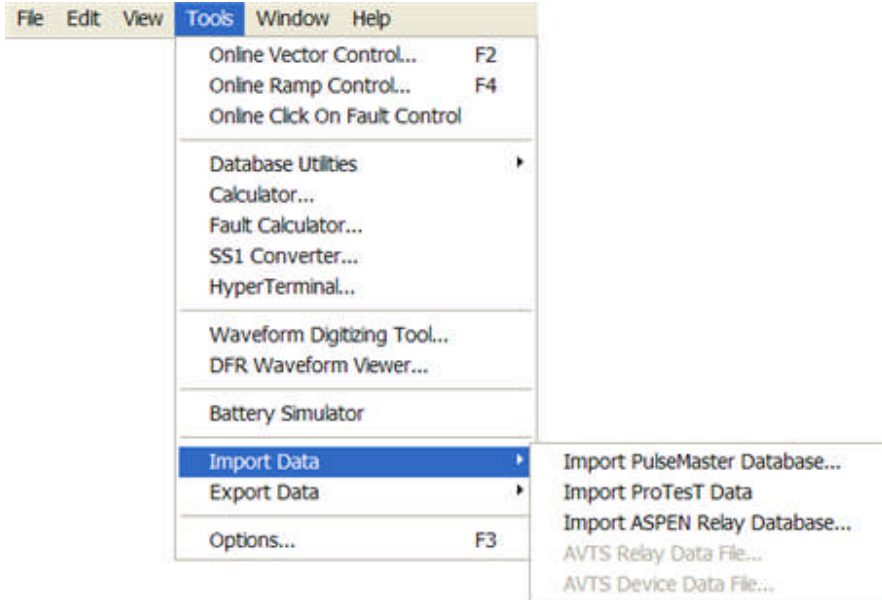 File Edit View Tools Window Help
Online Vector Control... F2
Online Ramp Control... F4
Online Click On Fault Control
Database Utilities
Calculator...
Fault Calculator...
SS1 Converter...
HyperTerminal...
Waveform Digitizing Tool...
DFR Waveform Viewer...
Battery Simulator
Import Data
Export Data
Options... F3
Import PulseMaster Database...
Import ProTesT Data
Import ASPEN Relay Database...
AVTS Relay Data File...
AVTS Device Data File...